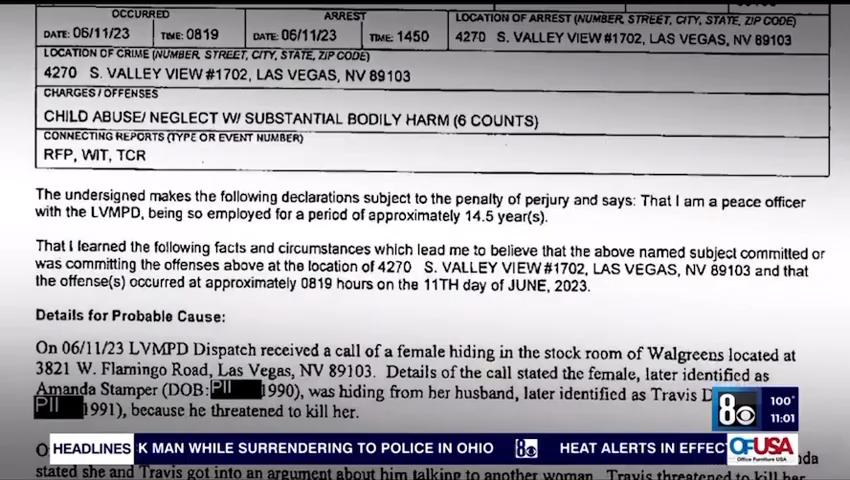 OCCURRED
ARREST
LOCATION OF ARREST (NUMBER, STREET, CITY, STATE, ZIP CODE)
DATE: 06/11/23 TIME: 0819 DATE: 06/11/23 TIME: 1450 4270 S. VALLEY VIEW #1702, LAS VEGAS, NV 89103
LOCATION OF CRIME (NUMBER, STREET, CITY, STATE, ZIP CODE)
4270 S. VALLEY VIEW #1702, LAS VEGAS, NV 89103
CHARGES / OFFENSES
CHILD ABUSE/ NEGLECT W/ SUBSTANTIAL BODILY HARM (6 COUNTS)
CONNECTING REPORTS (TYPE OR EVENT NUMBER)
RFP, WIT, TCR
The undersigned makes the following declarations subject to the penalty of perjury and says: That I am a peace officer
with the LVMPD, being so employed for a period of approximately 14.5 year(s).
That I learned the following facts and circumstances which lead me to believe that the above named subject committed or
was committing the offenses above at the location of 4270 S. VALLEY VIEW #1702, LAS VEGAS, NV 89103 and that
the offense(s) occurred at approximately 0819 hours on the 11TH day of JUNE, 2023.
Details for Probable Cause:
On 06/11/23 LVMPD Dispatch received a call of a female hiding in the stock room of Walgreens located at
3821 W. Flamingo Road, Las Vegas, NV 89103. Details of the call stated the female, later identified as
Amanda Stamper (DOB: PII 1990), was hiding from her husband, later identified as Travis D
PII 1991), because he threatened to kill her.
8 100°
11:01
HEADLINES K MAN WHILE SURRENDERING TO POLICE IN OHIO 8 HEAT ALERTS IN EFFEC OFUSA
Office Furniture USA
stated she and Travis got into an argument about him talking to another woman. Travis threatened to kill her